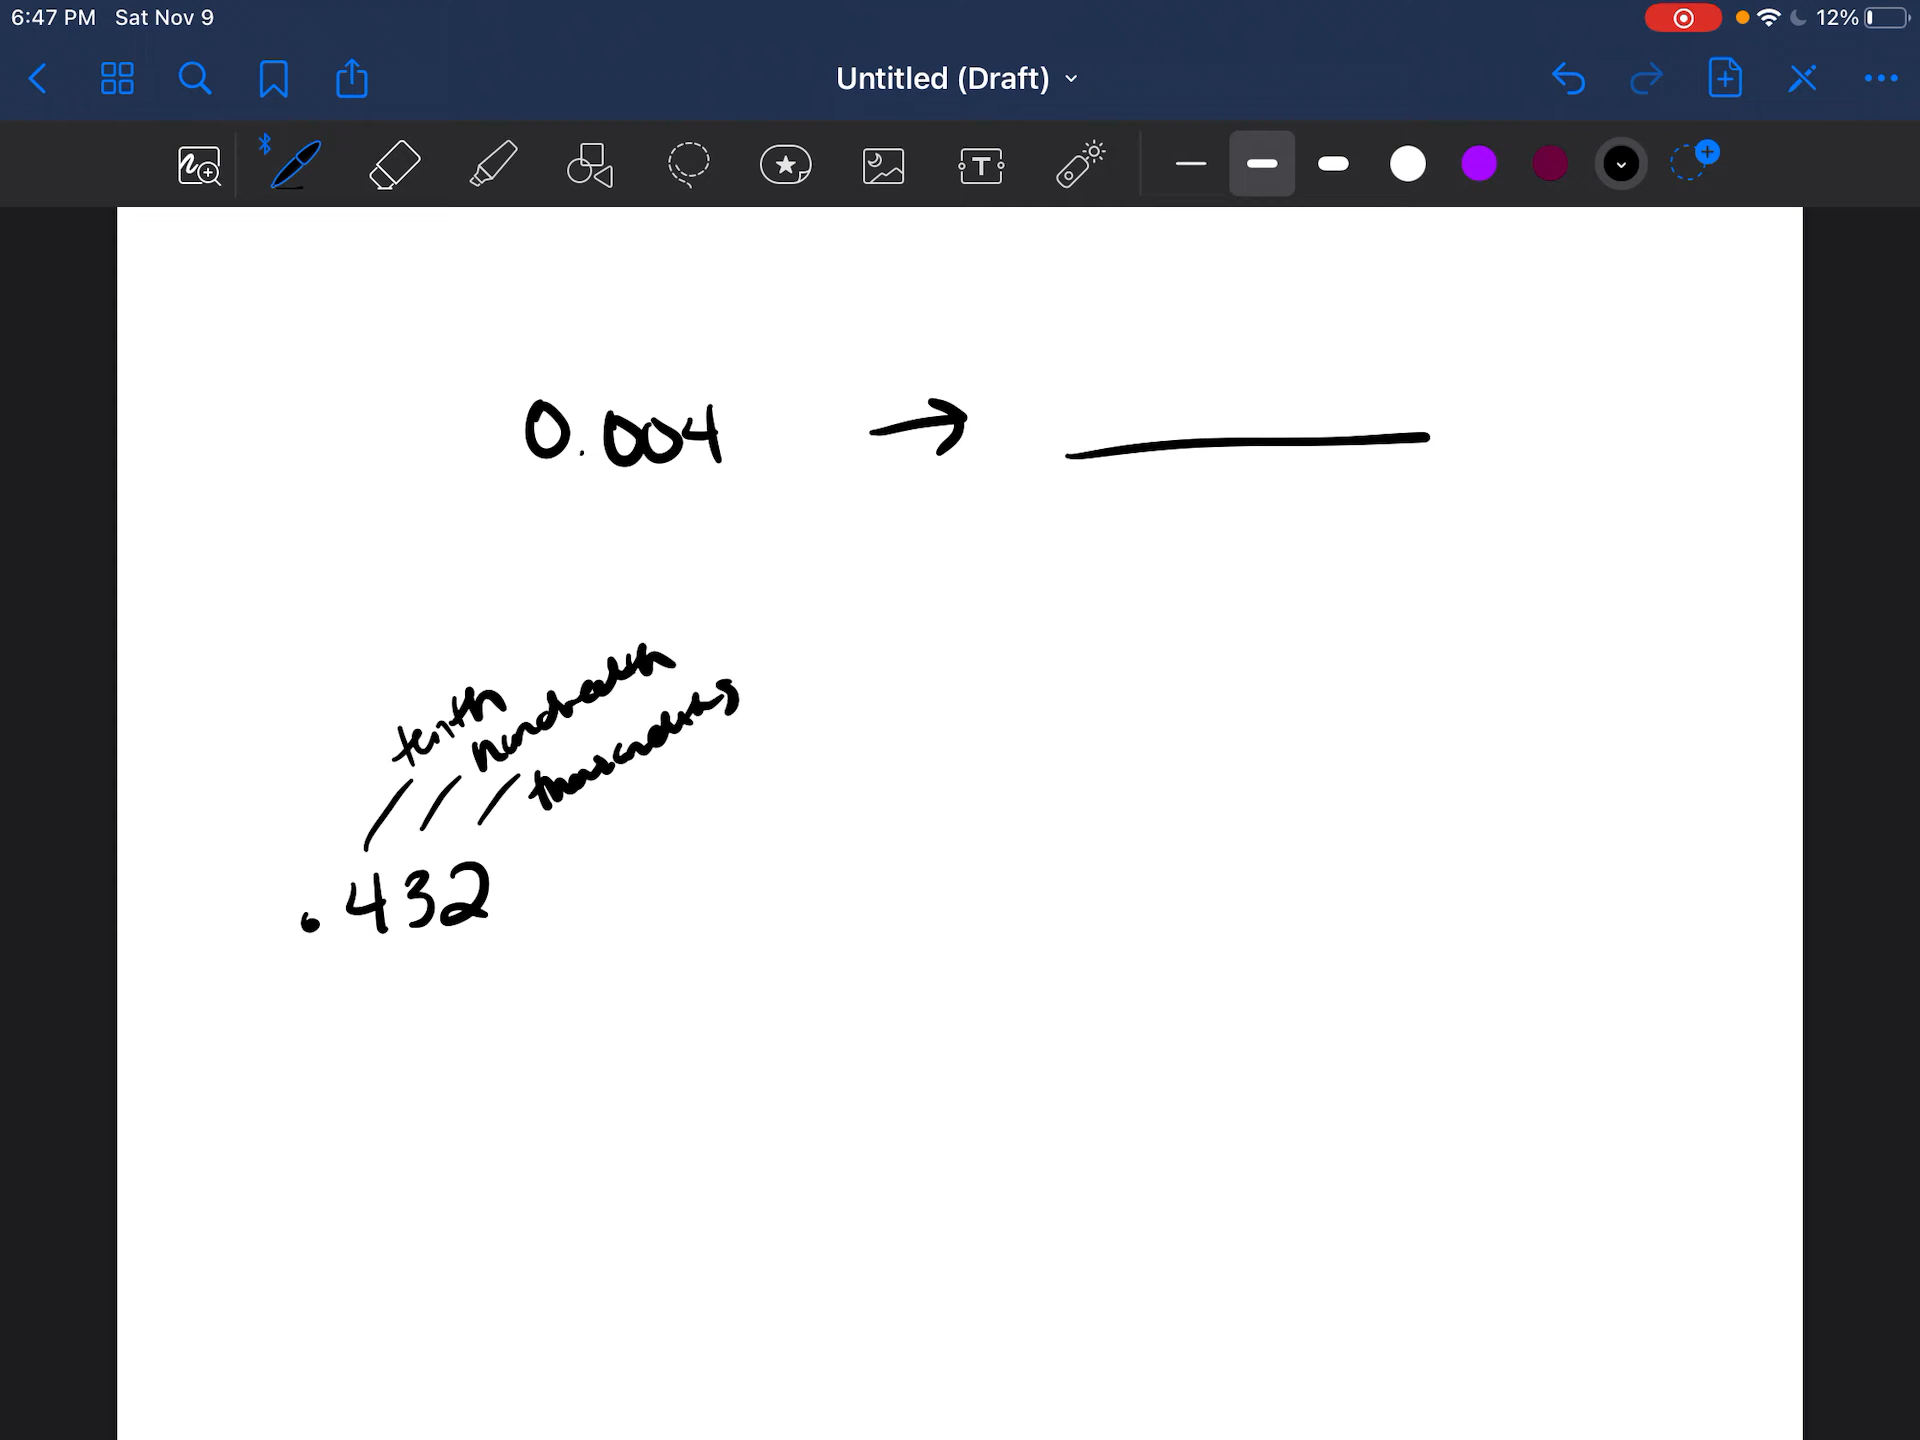 6:47 PM Sat Nov 9 12%
Untitled (Draft)
T
0.004 →
tenth
hundredth
thousandths
.432